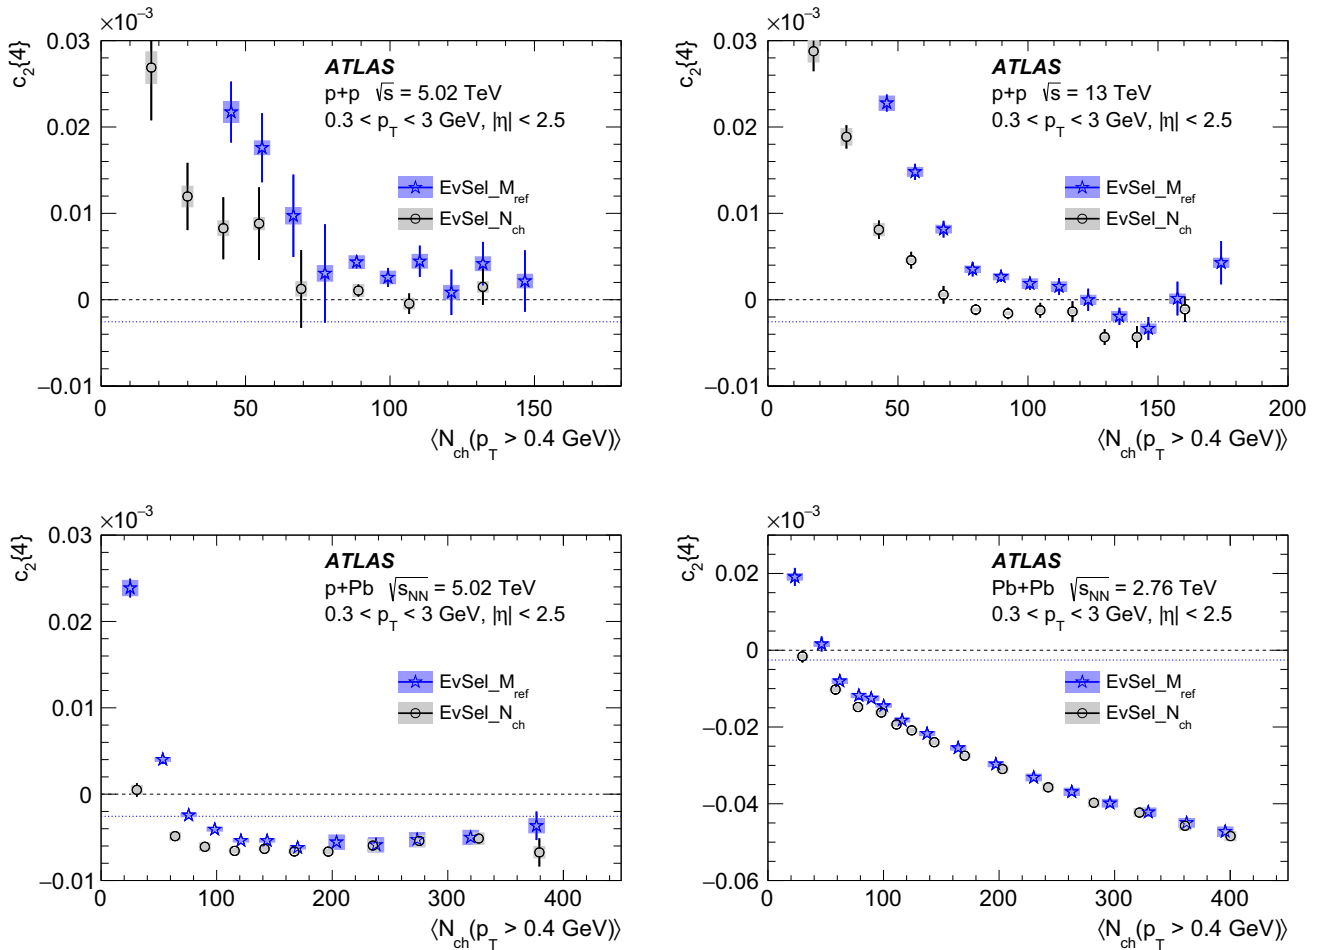 ×10⁻³
c₂{4}
0.03
0.02
0.01
0
−0.01
ATLAS
p+p √s = 5.02 TeV
0.3 < p_T < 3 GeV, |η| < 2.5
EvSel_M_ref
EvSel_N_ch
0 50 100 150
⟨N_ch(p_T > 0.4 GeV)⟩
×10⁻³
c₂{4}
0.03
0.02
0.01
0
−0.01
ATLAS
p+p √s = 13 TeV
0.3 < p_T < 3 GeV, |η| < 2.5
EvSel_M_ref
EvSel_N_ch
0 50 100 150 200
⟨N_ch(p_T > 0.4 GeV)⟩
×10⁻³
c₂{4}
0.03
0.02
0.01
0
−0.01
ATLAS
p+Pb √s_NN = 5.02 TeV
0.3 < p_T < 3 GeV, |η| < 2.5
EvSel_M_ref
EvSel_N_ch
0 100 200 300 400
⟨N_ch(p_T > 0.4 GeV)⟩
×10⁻³
c₂{4}
0.02
0
−0.02
−0.04
−0.06
ATLAS
Pb+Pb √s_NN = 2.76 TeV
0.3 < p_T < 3 GeV, |η| < 2.5
EvSel_M_ref
EvSel_N_ch
0 100 200 300 400
⟨N_ch(p_T > 0.4 GeV)⟩